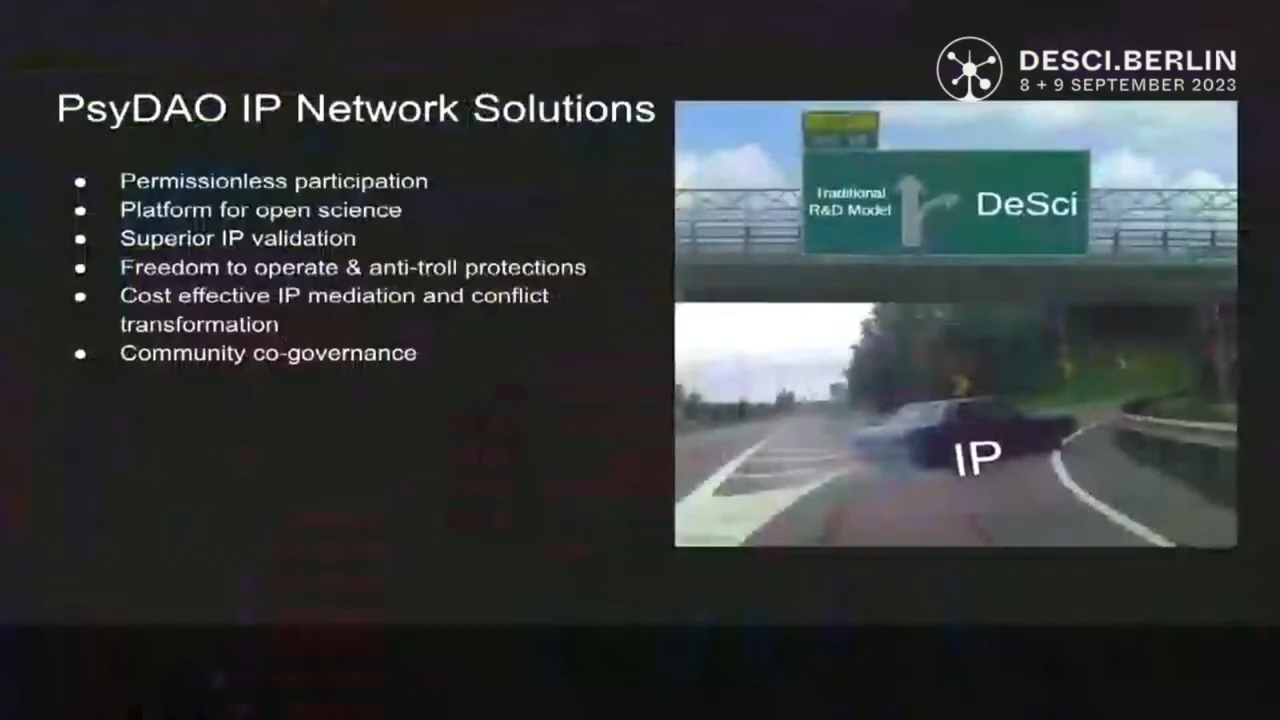 DESCI.BERLIN
8 + 9 SEPTEMBER 2023
PsyDAO IP Network Solutions
Permissionless participation
Platform for open science
Superior IP validation
Freedom to operate & anti-troll protections
Cost effective IP mediation and conflict
transformation
Community co-governance
Traditional
R&D Model
DeSci
IP